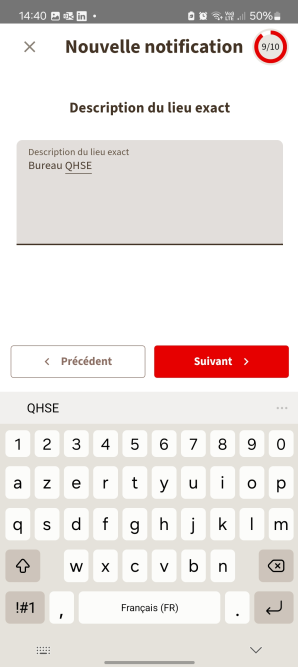 14:40 50%
Nouvelle notification 9/10
Description du lieu exact
Description du lieu exact
Bureau QHSE
Précédent Suivant
QHSE
1 2 3 4 5 6 7 8 9 0
a z e r t y u i o p
q s d f g h j k l m
w x c v b n
!#1 , Français (FR) .